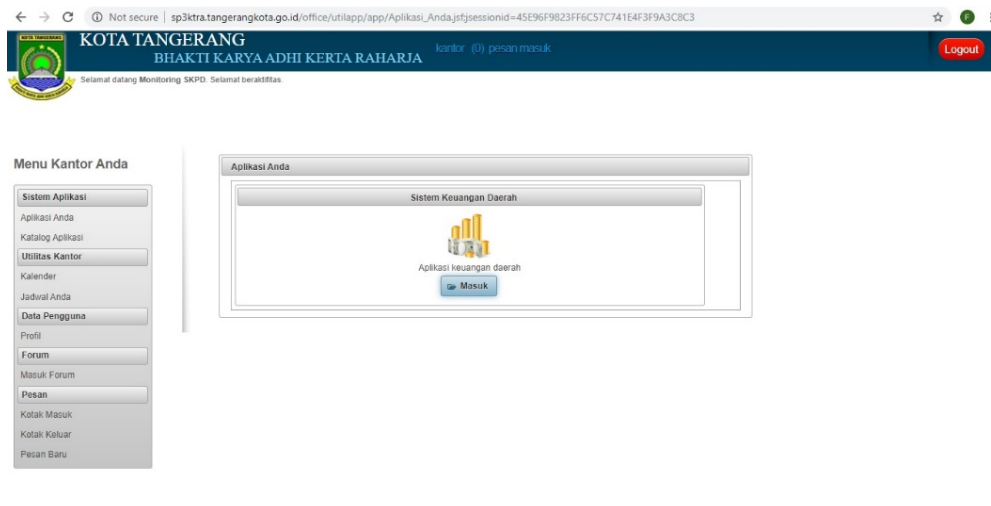 Not secure | sp3ktra.tangerangkota.go.id/office/utilapp/app/Aplikasi_Anda.jsf;jsessionid=45E96F9823FF6C57C741E4F3F9A3C8C3
F
KOTA TANGERANG
KOTA TANGERANG
BHAKTI KARYA ADHI KERTA RAHARJA
kantor (0) pesan masuk
Logout
Selamat datang Monitoring SKPD. Selamat beraktifitas.
Menu Kantor Anda
Sistem Aplikasi
Aplikasi Anda
Katalog Aplikasi
Utilitas Kantor
Kalender
Jadwal Anda
Data Pengguna
Profil
Forum
Masuk Forum
Pesan
Kotak Masuk
Kotak Keluar
Pesan Baru
Aplikasi Anda
Sistem Keuangan Daerah
Aplikasi keuangan daerah
Masuk